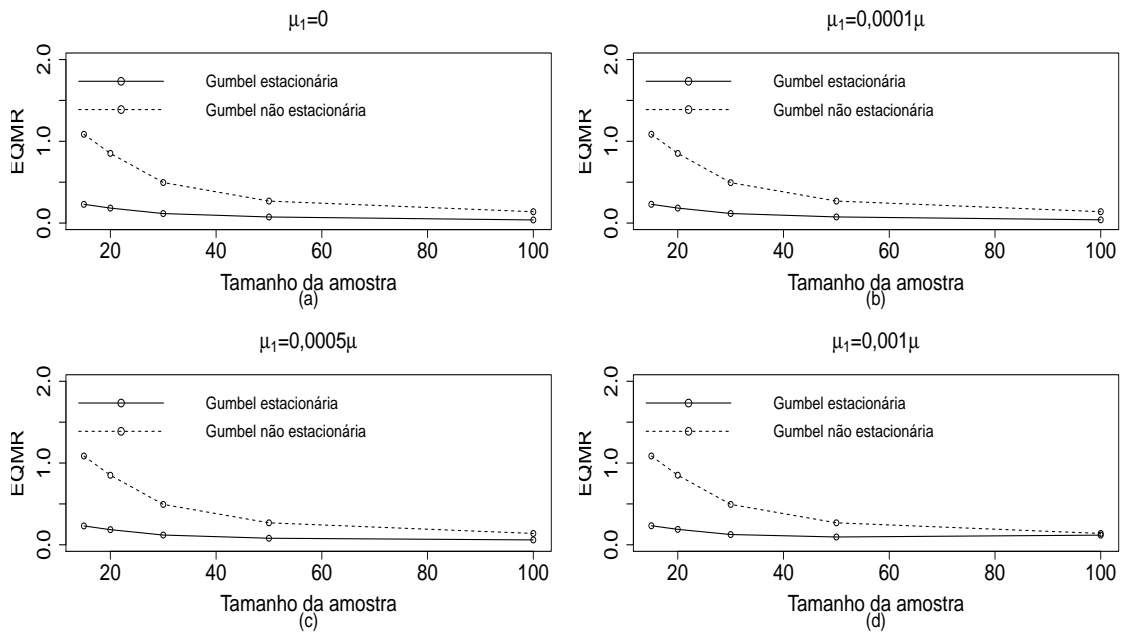 μ₁=0
2.0
1.0
0.0
EQMR
Gumbel estacionária
Gumbel não estacionária
20
40
60
80
100
Tamanho da amostra
(a)
μ₁=0,0001μ
2.0
1.0
0.0
EQMR
Gumbel estacionária
Gumbel não estacionária
20
40
60
80
100
Tamanho da amostra
(b)
μ₁=0,0005μ
2.0
1.0
0.0
EQMR
Gumbel estacionária
Gumbel não estacionária
20
40
60
80
100
Tamanho da amostra
(c)
μ₁=0,001μ
2.0
1.0
0.0
EQMR
Gumbel estacionária
Gumbel não estacionária
20
40
60
80
100
Tamanho da amostra
(d)